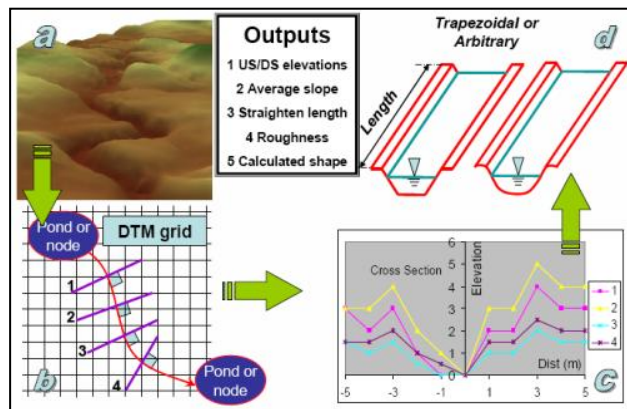 a
Outputs
1 US/DS elevations
2 Average slope
3 Straighten length
4 Roughness
5 Calculated shape
Trapezoidal or
Arbitrary
d
Length
Pond or
node
DTM grid
1
2
3
4
b
Pond or
node
Cross Section
Elevation
6
5
4
3
2
1
0
-5
-3
-1
1
3
5
Dist (m)
1
2
3
4
c